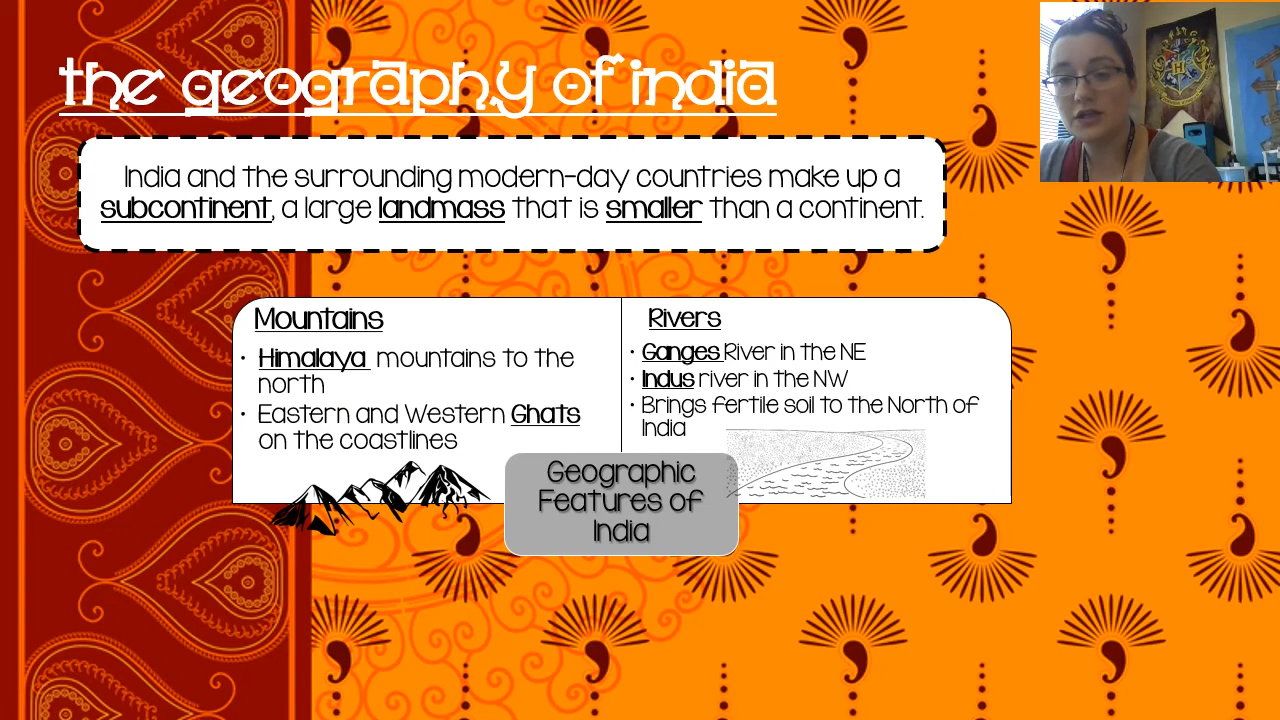 the geography of india
India and the surrounding modern-day countries make up a
subcontinent, a large landmass that is smaller than a continent.
Mountains
• Himalaya mountains to the
north
• Eastern and Western Ghats
on the coastlines
Rivers
• Ganges River in the NE
• Indus river in the NW
• Brings fertile soil to the North of
India
Geographic
Features of
India